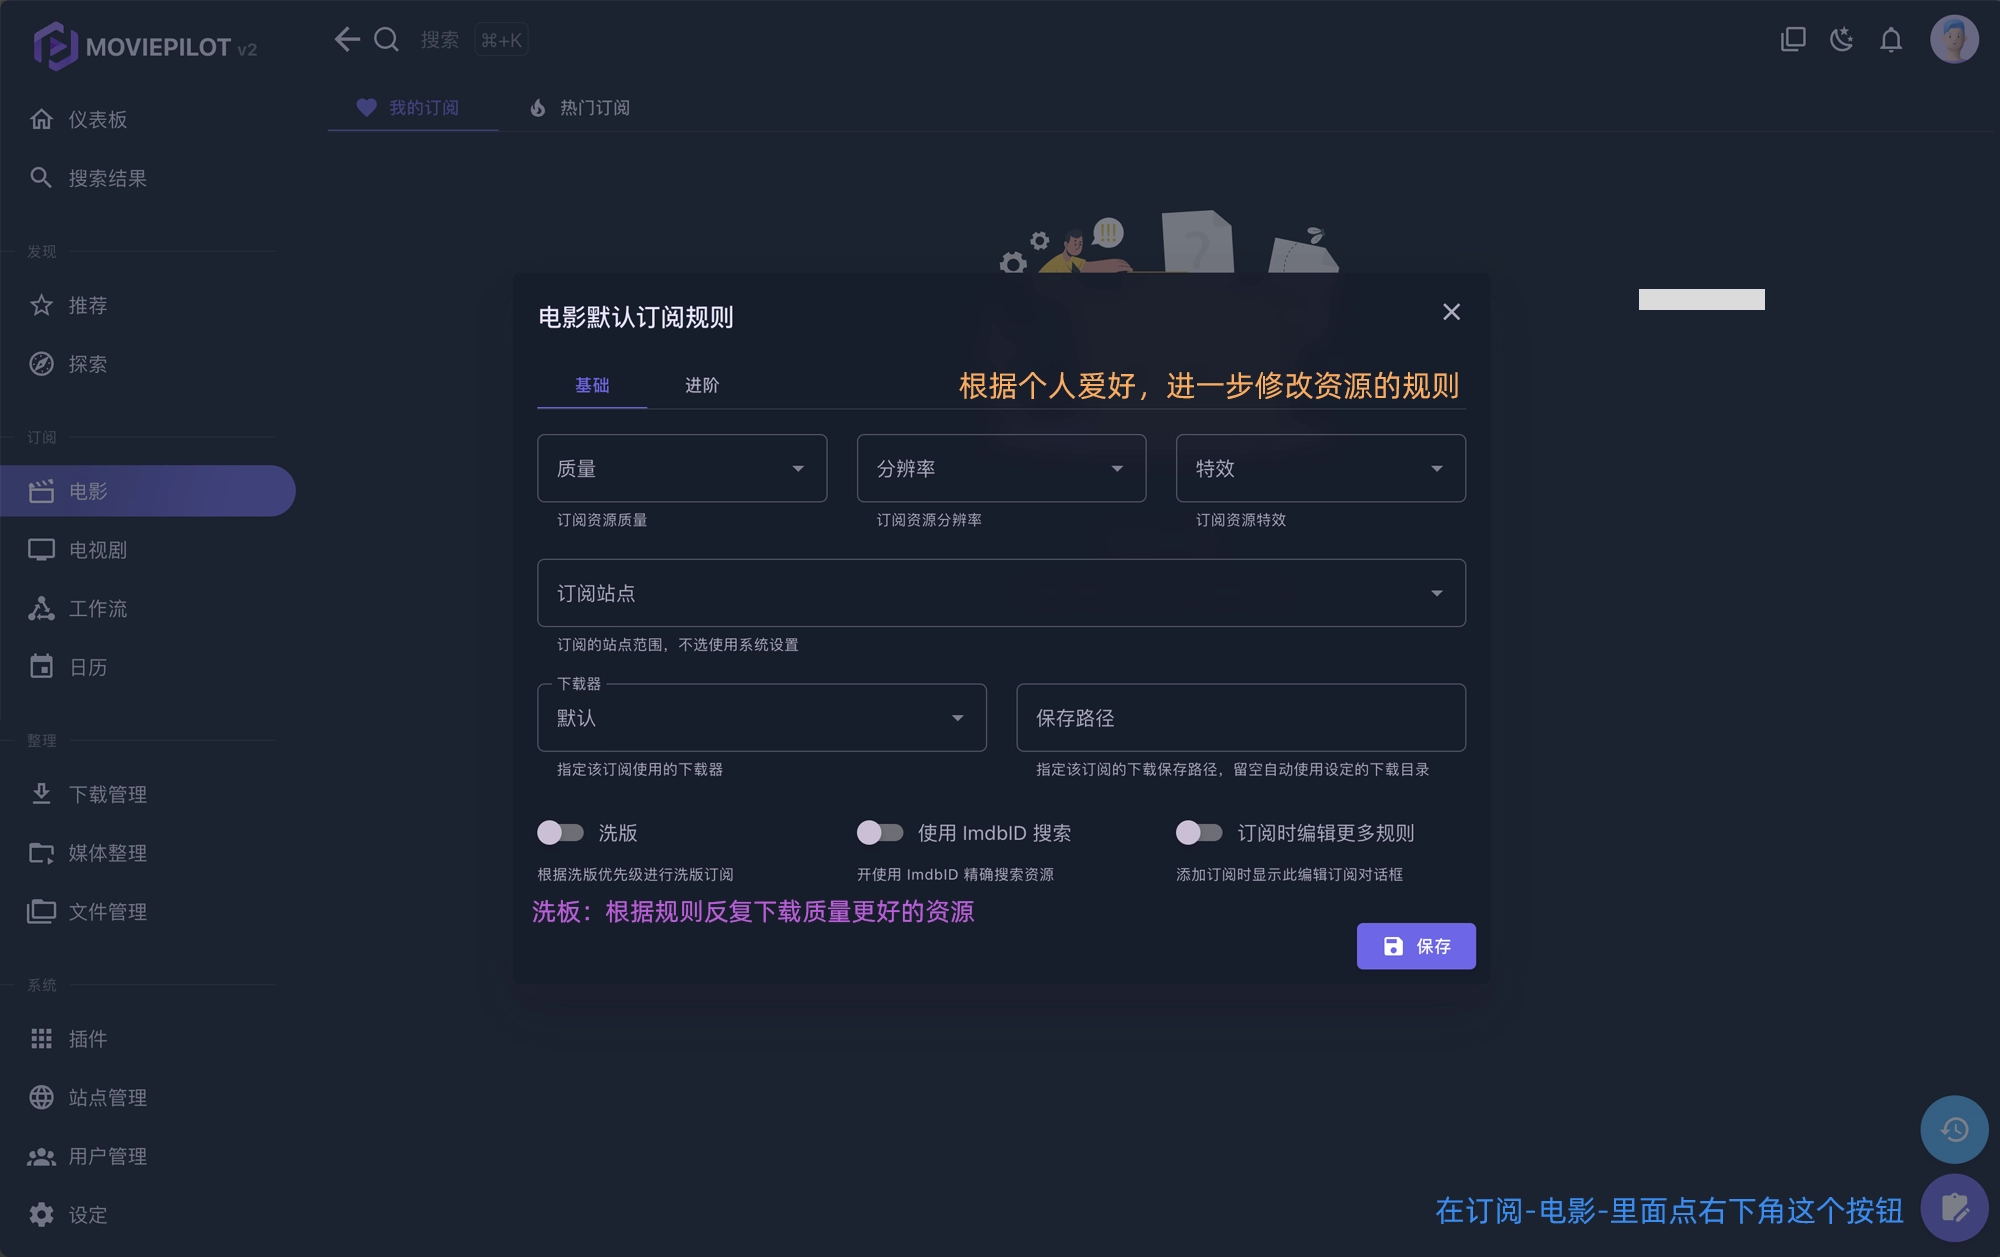 MOVIEPILOT v2
搜索 ⌘+K
我的订阅 热门订阅
仪表板
搜索结果
发现
推荐
探索
订阅
电影
电视剧
工作流
日历
整理
下载管理
媒体整理
文件管理
系统
插件
站点管理
用户管理
设定
!!!
?
电影默认订阅规则
基础 进阶 根据个人爱好，进一步修改资源的规则
质量 分辨率 特效
订阅资源质量 订阅资源分辨率 订阅资源特效
订阅站点
订阅的站点范围，不选使用系统设置
下载器
默认 保存路径
指定该订阅使用的下载器 指定该订阅的下载保存路径，留空自动使用设定的下载目录
洗版 使用 ImdbID 搜索 订阅时编辑更多规则
根据洗版优先级进行洗版订阅 开使用 ImdbID 精确搜索资源 添加订阅时显示此编辑订阅对话框
洗板：根据规则反复下载质量更好的资源
保存
在订阅-电影-里面点右下角这个按钮